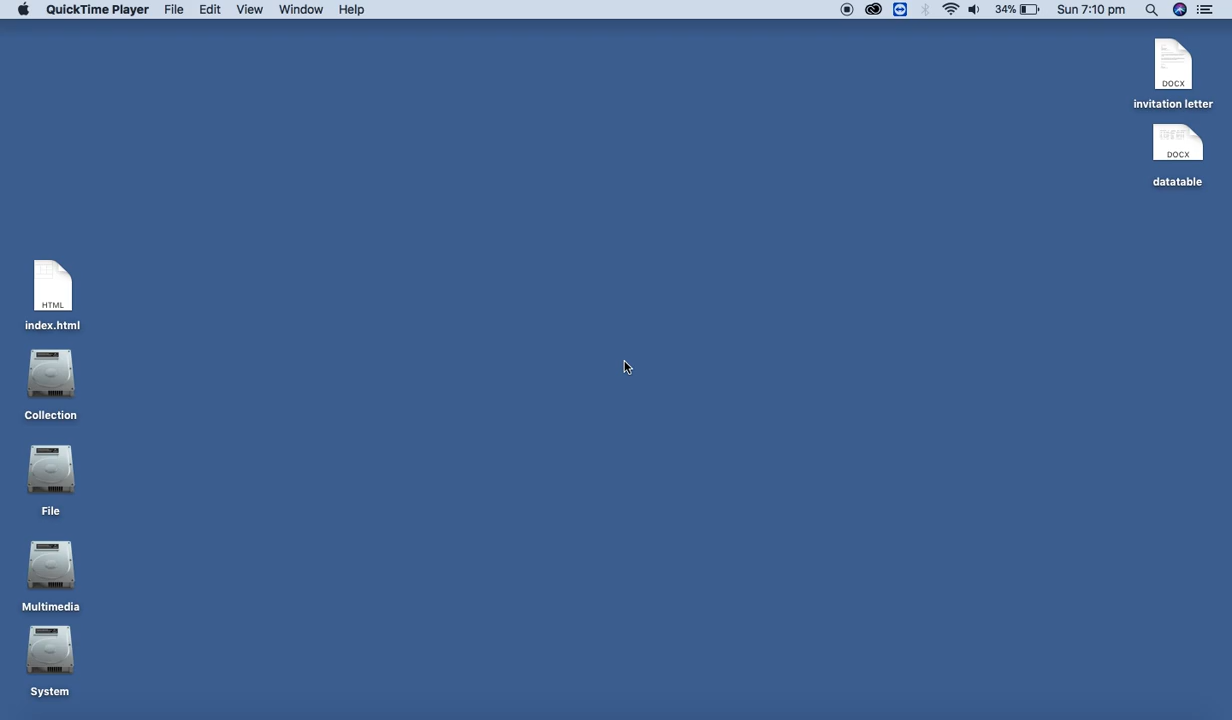 QuickTime Player File Edit View Window Help 34% Sun 7:10 pm
DOCX
invitation letter
DOCX
datatable
HTML
index.html
Collection
File
Multimedia
System